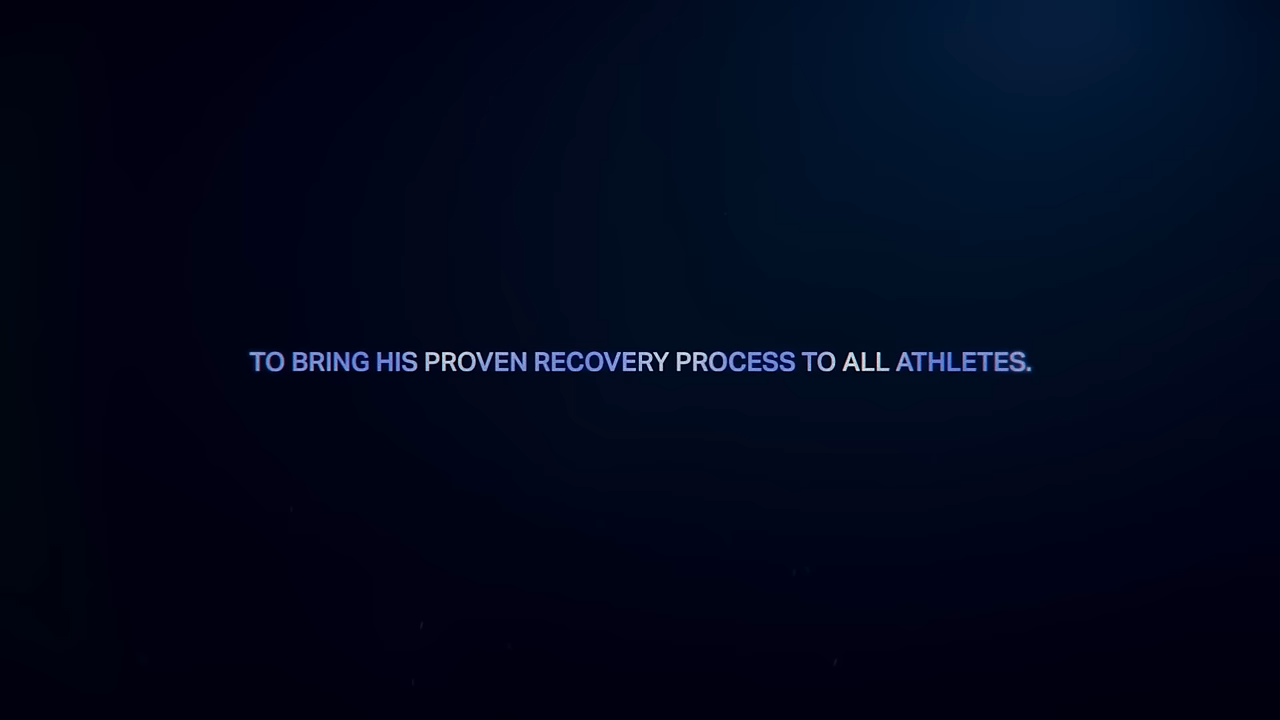 TO BRING HIS PROVEN RECOVERY PROCESS TO ALL ATHLETES.